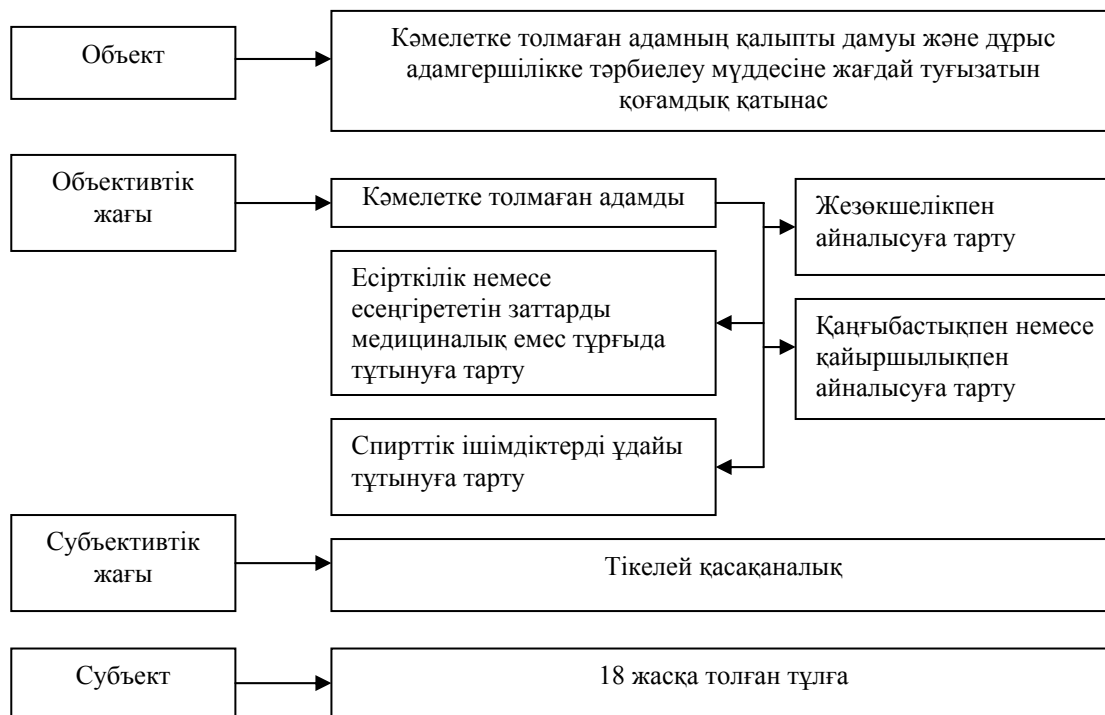 Объект
Кәмелетке толмаған адамның қалыпты дамуы және дұрыс
адамгершілікке тәрбиелеу мүддесіне жағдай туғызатын
қоғамдық қатынас
Объективтік
жағы
Кәмелетке толмаған адамды
Жезөкшелікпен
айналысуға тарту
Есірткілік немесе
есеңгірететін заттарды
медициналық емес тұрғыда
тұтынуға тарту
Қаңғыбастықпен немесе
қайыршылықпен
айналысуға тарту
Спирттік ішімдіктерді ұдайы
тұтынуға тарту
Субъективтік
жағы
Тікелей қасақаналық
Субъект
18 жасқа толған тұлға